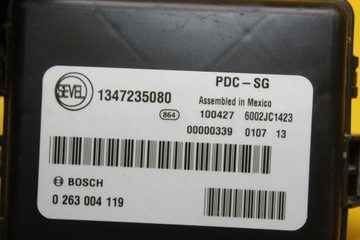 SEVEL
1347235080
PDC-SG
Assembled in Mexico
864
100427 6002JC1423
00000339 0107 13
BOSCH
0 263 004 119